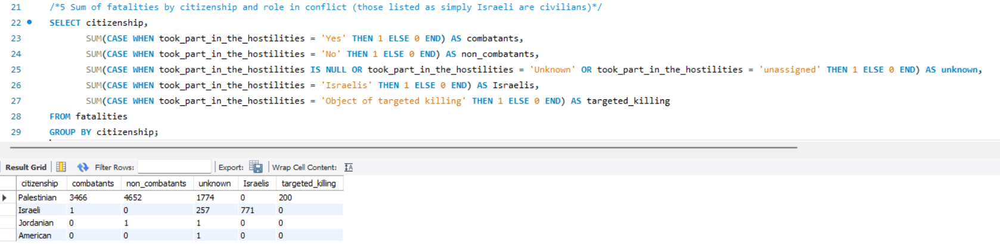 21 /*5 Sum of fatalities by citizenship and role in conflict (those listed as simply Israeli are civilians)*/
22 SELECT citizenship,
23 SUM(CASE WHEN took_part_in_the_hostilities = 'Yes' THEN 1 ELSE 0 END) AS combatants,
24 SUM(CASE WHEN took_part_in_the_hostilities = 'No' THEN 1 ELSE 0 END) AS non_combatants,
25 SUM(CASE WHEN took_part_in_the_hostilities IS NULL OR took_part_in_the_hostilities = 'Unknown' OR took_part_in_the_hostilities = 'unassigned' THEN 1 ELSE 0 END) AS unknown,
26 SUM(CASE WHEN took_part_in_the_hostilities = 'Israelis' THEN 1 ELSE 0 END) AS Israelis,
27 SUM(CASE WHEN took_part_in_the_hostilities = 'Object of targeted killing' THEN 1 ELSE 0 END) AS targeted_killing
28 FROM fatalities
29 GROUP BY citizenship;
Result Grid Filter Rows: Export: Wrap Cell Content:
citizenship combatants non_combatants unknown Israelis targeted_killing
Palestinian 3466 4652 1774 0 200
Israeli 1 0 257 771 0
Jordanian 0 1 1 0 0
American 0 0 1 0 0